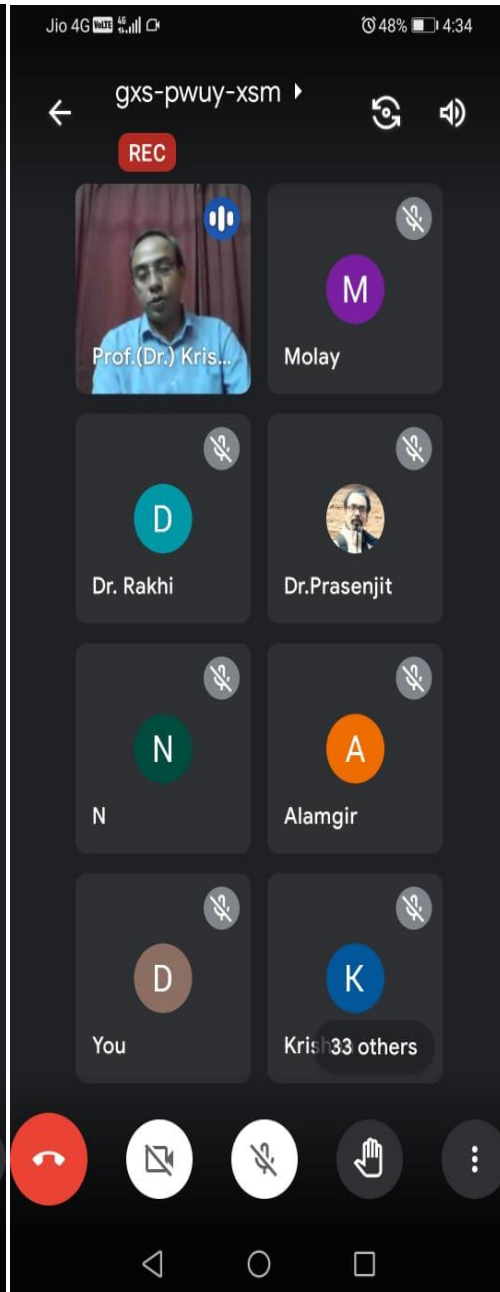 Jio 4G VoLTE 4G 48% 4:34
gxs-pwuy-xsm
REC
Prof.(Dr.) Kris...
M
Molay
D
Dr. Rakhi
Dr.Prasenjit
N
N
A
Alamgir
D
You
K
33 others